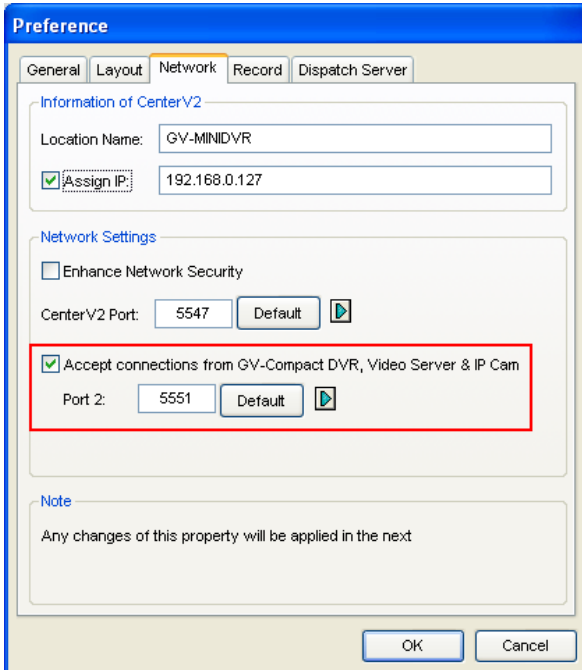 Preference
General Layout Network Record Dispatch Server
Information of CenterV2
Location Name: GV-MINIDVR
Assign IP: 192.168.0.127
Network Settings
Enhance Network Security
CenterV2 Port: 5547 Default
Accept connections from GV-Compact DVR, Video Server & IP Cam
Port 2: 5551 Default
Note
Any changes of this property will be applied in the next
OK Cancel